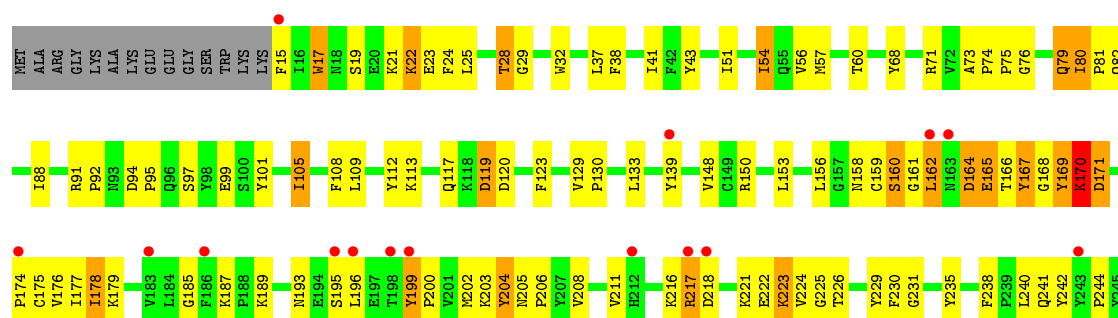 MET ALA ARG GLY LYS ALA LYS GLU GLU GLY SER TRP LYS LYS F15 I16 W17 N18 S19 E20 K21 K22 E23 F24 L25 T28 G29 W32 L37 F38 I41 F42 Y43 I51 I54 Q55 V56 M57 T60 Y68 R71 V72 A73 P74 P75 G76 Q79 I80 P81 Q82
I88 R91 P92 N93 D94 P95 Q96 S97 Y98 E99 S100 Y101 I105 F108 L109 Y112 K113 Q117 K118 D119 D120 F123 V129 P130 L133 Y139 V148 C149 R150 L153 L156 G157 N158 C159 S160 G161 L162 N163 D164 E165 T166 Y167 G168 Y169 K170 D171
P174 C175 V176 I177 I178 K179 V183 L184 G185 F186 K187 P188 K189 N193 E194 S195 L196 E197 T198 Y199 P200 V201 M202 K203 Y204 N205 P206 Y207 V208 V211 H212 K216 R217 D218 K221 E222 K223 V224 G225 T226 Y229 F230 G231 Y235 F238 P239 L240 Q241 Y242 Y243 P244 Y245